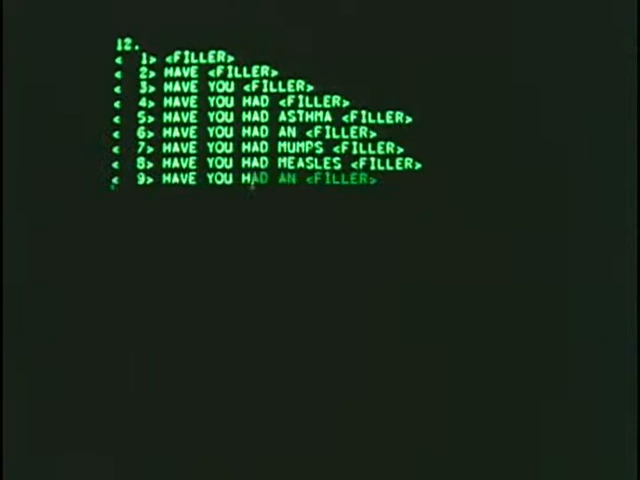 12.
< 1> <FILLER>
< 2> HAVE <FILLER>
< 3> HAVE YOU <FILLER>
< 4> HAVE YOU HAD <FILLER>
< 5> HAVE YOU HAD ASTHMA <FILLER>
< 6> HAVE YOU HAD AN <FILLER>
< 7> HAVE YOU HAD MUMPS <FILLER>
< 8> HAVE YOU HAD MEASLES <FILLER>
< 9> HAVE YOU HAD AN <FILLER>